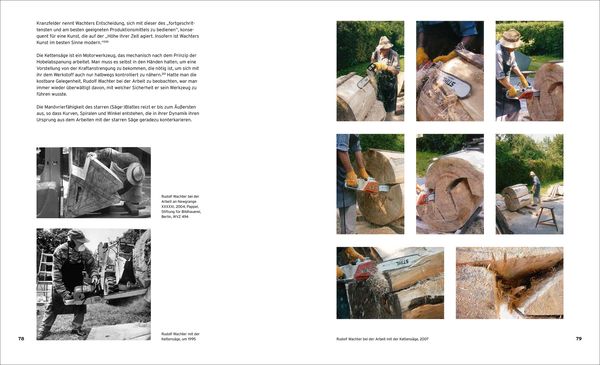 Kranzfelder nennt Wachters Entscheidung, sich mit dieser des „fortgeschrit-
tensten und am besten geeigneten Produktionsmittels zu bedienen“, konse-
quent für eine Kunst, die auf der „Höhe ihrer Zeit agiert. Insofern ist Wachters
Kunst im besten Sinne modern.“
Die Kettensäge ist ein Motorwerkzeug, das mechanisch nach dem Prinzip der
Hobelabspanung arbeitet. Man muss es selbst in den Händen halten, um eine
Vorstellung von der Kraftanstrengung zu bekommen, die nötig ist, um sich mit
ihr dem Werkstoff auch nur halbwegs kontrolliert zu nähern. Hatte man die
kostbare Gelegenheit, Rudolf Wachter bei der Arbeit zu beobachten, war man
immer wieder überwältigt davon, mit welcher Sicherheit er sein Werkzeug zu
führen wusste.
Die Manövrierfähigkeit des starren (Säge-)Blattes reizt er bis zum Äußersten
aus, so dass Kurven, Spiralen und Winkel entstehen, die in ihrer Dynamik ihren
Ursprung aus dem Arbeiten mit der starren Säge geradezu konterkarieren.
Rudolf Wachter bei der
Arbeit an Newgrange
XXXXXI, 2004, Pappel,
Stiftung für Bildhauerei,
Berlin, WVZ 494
Rudolf Wachter mit der
Kettensäge, um 1995
78
STIHL
Rudolf Wachter bei der Arbeit mit der Kettensäge, 2007
79